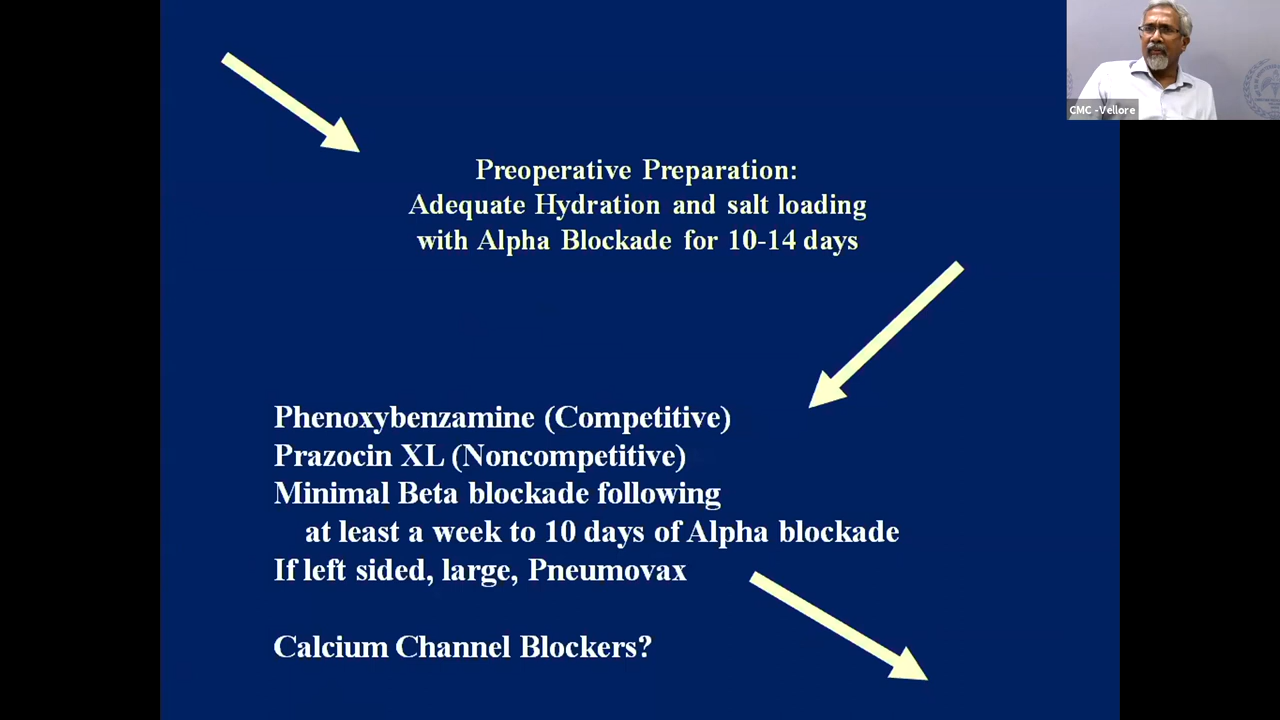 CMC -Vellore
Preoperative Preparation:
Adequate Hydration and salt loading
with Alpha Blockade for 10-14 days
Phenoxybenzamine (Competitive)
Prazocin XL (Noncompetitive)
Minimal Beta blockade following
at least a week to 10 days of Alpha blockade
If left sided, large, Pneumovax
Calcium Channel Blockers?